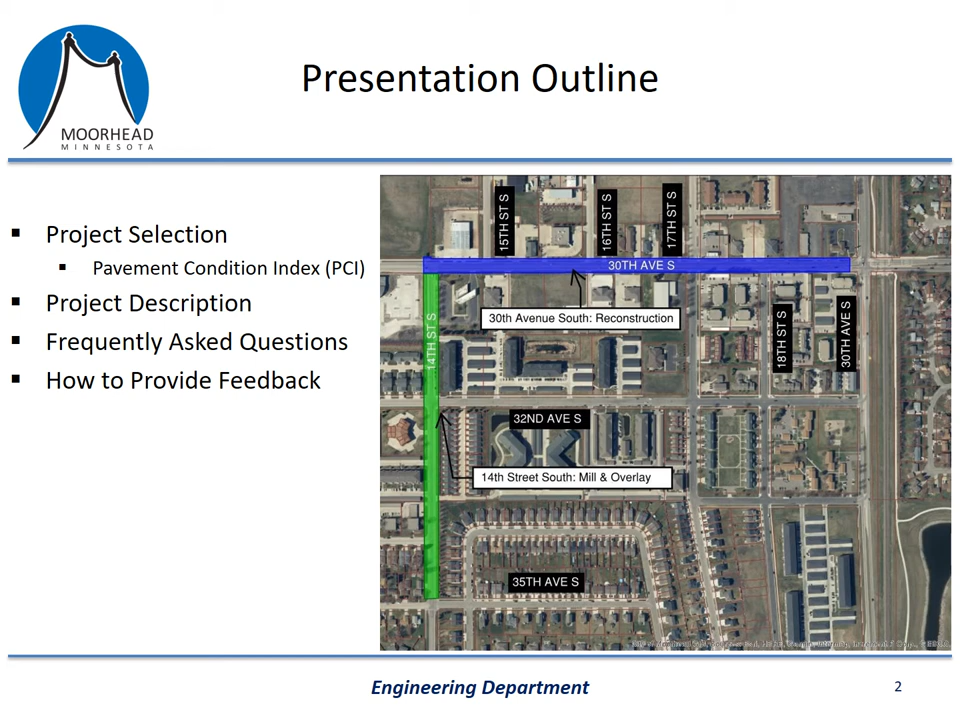 MOORHEAD
MINNESOTA
Presentation Outline
▪ Project Selection
▪ Pavement Condition Index (PCI)
▪ Project Description
▪ Frequently Asked Questions
▪ How to Provide Feedback
15TH ST S
16TH ST S
17TH ST S
30TH AVE S
30th Avenue South: Reconstruction
14TH ST S
18TH ST S
30TH AVE S
32ND AVE S
14th Street South: Mill & Overlay
35TH AVE S
Engineering Department
2